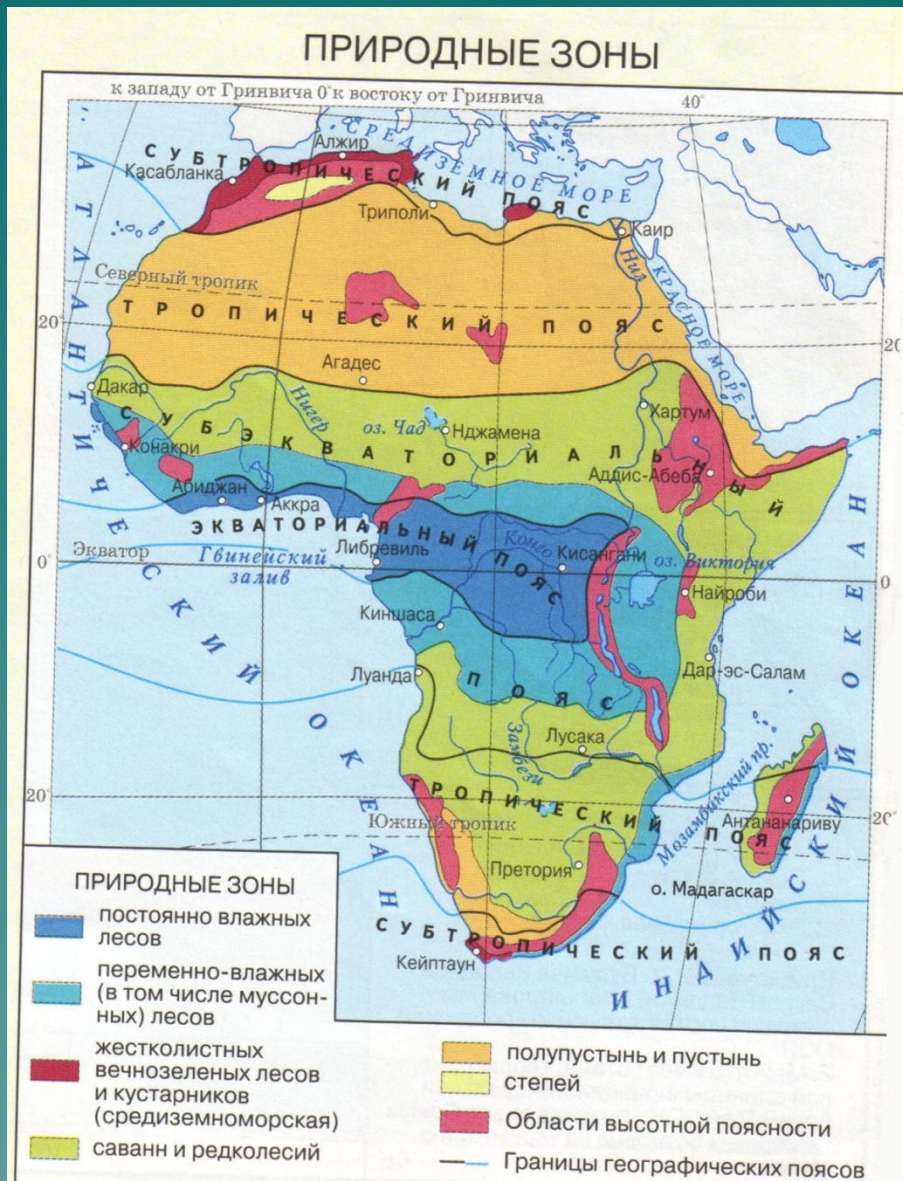 ПРИРОДНЫЕ ЗОНЫ
к западу от Гринвича 0° к востоку от Гринвича
40°
СРЕДИЗЕМНОЕ МОРЕ
Алжир
СУБТРОПИЧЕСКИЙ ПОЯС
Касабланка
Триполи
Каир
Нил
КРАСНОЕ МОРЕ
АТЛАНТИЧЕСКИЙ ОКЕАН
Северный тропик
ТРОПИЧЕСКИЙ ПОЯС
20°
20
Агадес
Дакар
Нигер
Хартум
оз. Чад
Нджамена
СУБЭКВАТОРИАЛЬНЫЙ
Конакри
Аддис-Абеба
Абиджан
Аккра
ЭКВАТОРИАЛЬНЫЙ ПОЯС
Экватор
0°
Гвинейский
залив
Либревиль
Конго
Кисангани
оз. Виктория
0
Найроби
Киншаса
ПОЯС
Дар-эс-Салам
Луанда
Лусака
Замбези
20°
ТРОПИЧЕСКИЙ ПОЯС
Мозамбикский пр.
Антананариву
20°
Южный тропик
Претория
о. Мадагаскар
СУБТРОПИЧЕСКИЙ ПОЯС
Кейптаун
ИНДИЙСКИЙ ОКЕАН
ПРИРОДНЫЕ ЗОНЫ
постоянно влажных
лесов
переменно-влажных
(в том числе муссон-
ных) лесов
жестколистных
вечнозеленых лесов
и кустарников
(средиземноморская)
саванн и редколесий
полупустынь и пустынь
степей
Области высотной поясности
Границы географических поясов